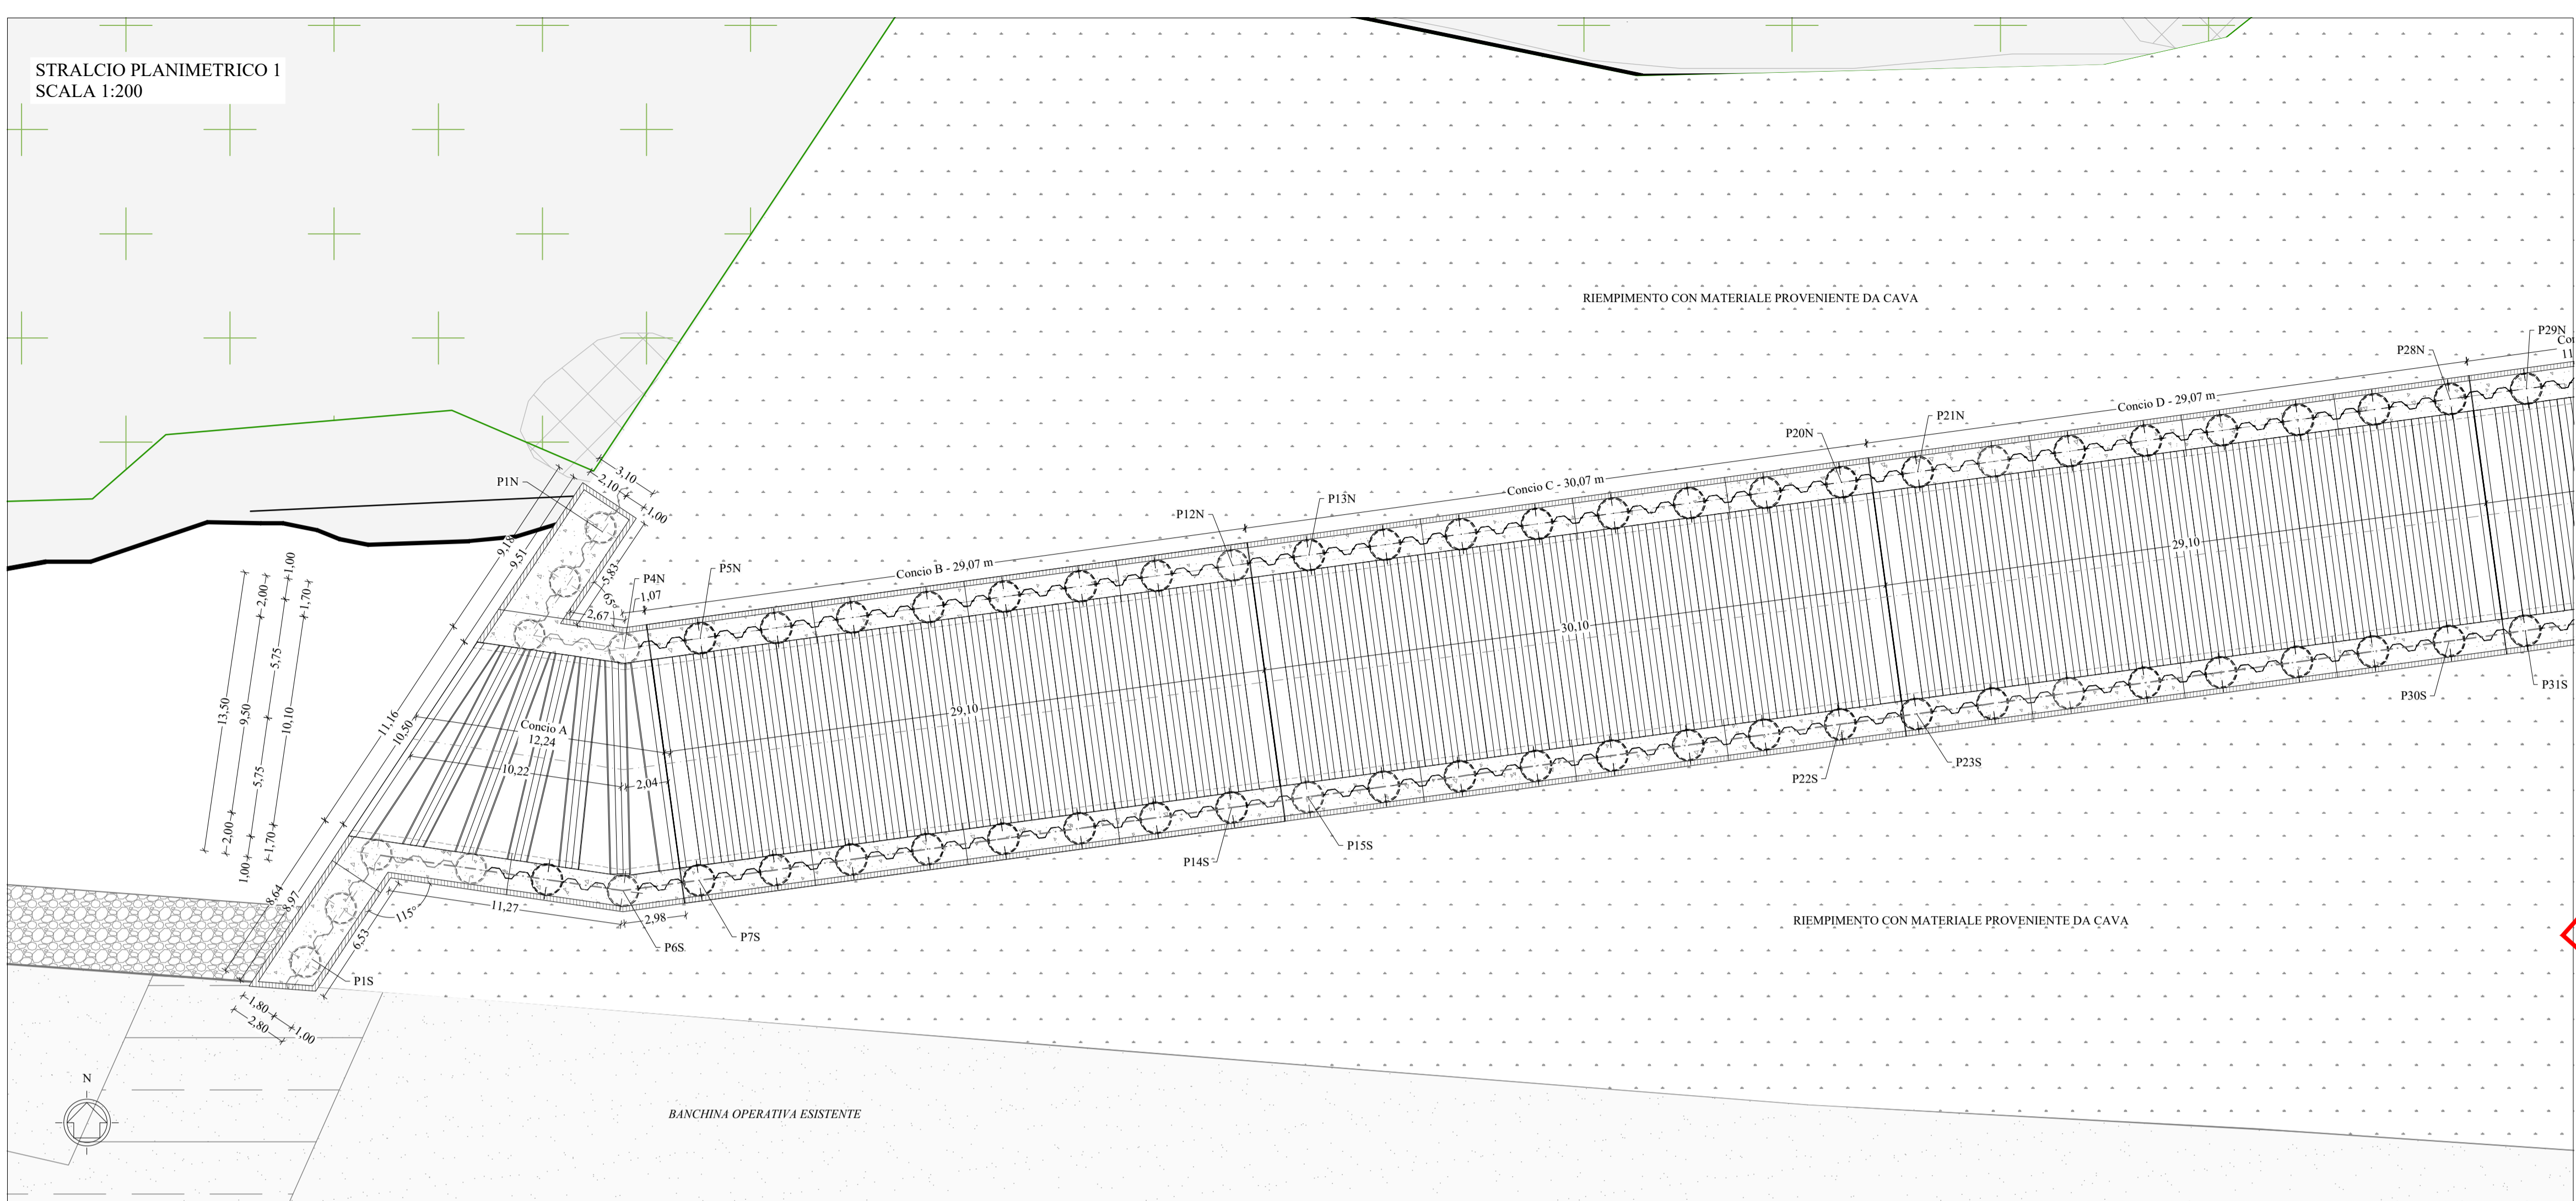 STRALCIO PLANIMETRICO 1
SCALA 1:200
RIEMPIMENTO CON MATERIALE PROVENIENTE DA CAVA
P29N
P28N
11
Concio D - 29,07 m
P21N
P20N
Concio C - 30,07 m
P13N
P12N
Concio B - 29,07 m
P5N
P4N
1,07
P1N
3,10
2,10
1,00
9,18
9,51
5,83
65°
2,67
1,00
2,00
1,70
5,75
13,50
9,50
10,10
5,75
2,00
1,70
1,00
11,16
10,50
Concio A
12,24
10,22
2,04
29,10
30,10
29,10
8,64
8,97
115°
6,53
11,27
2,98
P7S
P6S
P1S
P14S
P15S
P22S
P23S
P30S
P31S
1,80
2,80
1,00
RIEMPIMENTO CON MATERIALE PROVENIENTE DA CAVA
N
BANCHINA OPERATIVA ESISTENTE